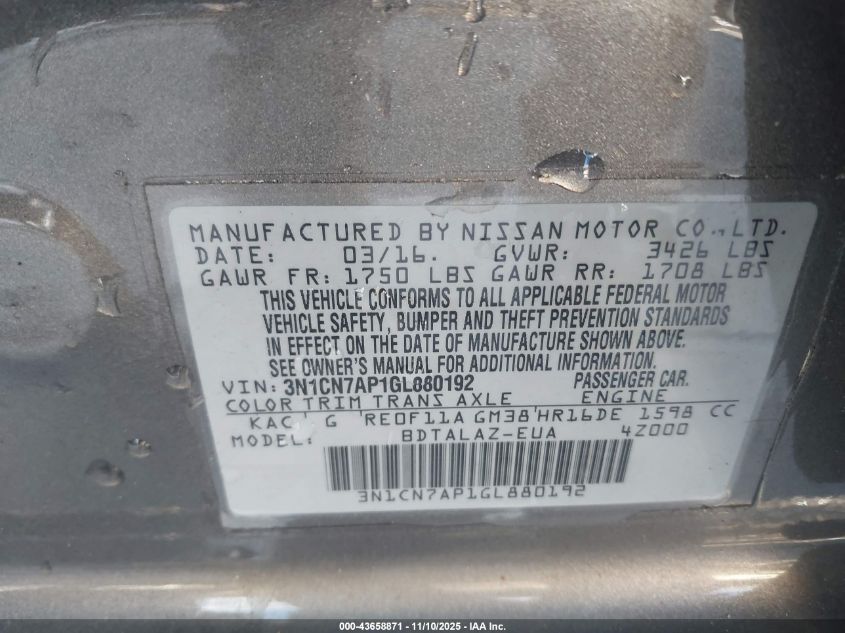 MANUFACTURED BY NISSAN MOTOR CO., LTD.
DATE: 03/16. GVWR: 3426 LBS
GAWR FR: 1750 LBS GAWR RR: 1708 LBS
THIS VEHICLE CONFORMS TO ALL APPLICABLE FEDERAL MOTOR
VEHICLE SAFETY, BUMPER AND THEFT PREVENTION STANDARDS
IN EFFECT ON THE DATE OF MANUFACTURE SHOWN ABOVE.
SEE OWNER'S MANUAL FOR ADDITIONAL INFORMATION.
VIN: 3N1CN7AP1GL880192 PASSENGER CAR.
COLOR TRIM TRANS AXLE ENGINE
KAC' G 'RE0F11A GM38'HR16DE 1598 CC
MODEL: BDTALAZ-EUA 4Z000
3N1CN7AP1GL880192
000-43658871 - 11/10/2025 - IAA Inc.